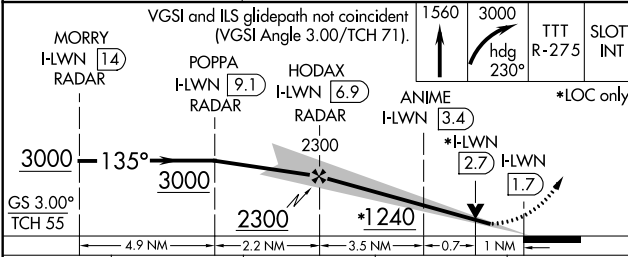 VGSI and ILS glidepath not coincident
(VGSI Angle 3.00/TCH 71).
1560
3000
hdg
230°
TTT
R-275
SLOTT
INT
MORRY
I-LWN 14
RADAR
POPPA
I-LWN 9.1
RADAR
HODAX
I-LWN 6.9
RADAR
2300
ANIME
I-LWN 3.4
*LOC only
*I-LWN
2.7
I-LWN
1.7
3000
135°
3000
2300
*1240
GS 3.00°
TCH 55
4.9 NM
2.2 NM
3.5 NM
0.7
1 NM